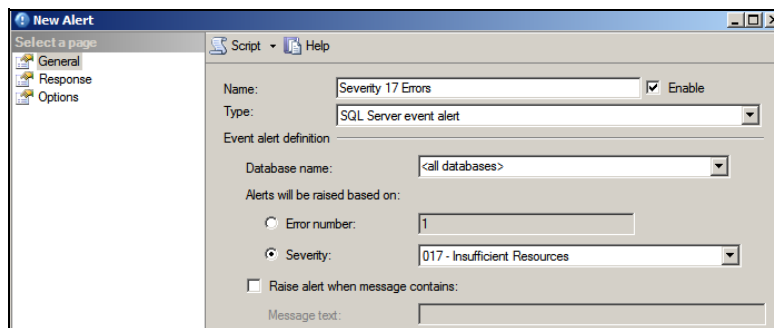 New Alert
Select a page
General
Response
Options
Script
Help
Name:
Severity 17 Errors
Enable
Type:
SQL Server event alert
Event alert definition
Database name:
<all databases>
Alerts will be raised based on:
Error number:
1
Severity:
017 - Insufficient Resources
Raise alert when message contains:
Message text: